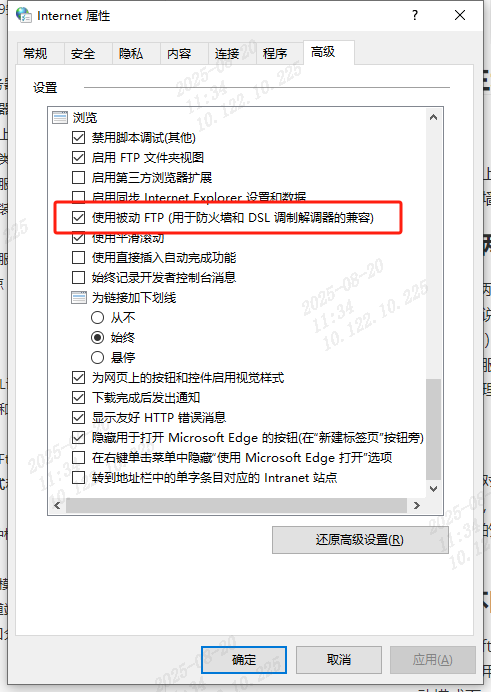 Internet 属性
常规 安全 隐私 内容 连接 程序 高级
设置
浏览
禁用脚本调试(其他)
启用 FTP 文件夹视图
启用第三方浏览器扩展
启用同步 Internet Explorer 设置和数据
使用被动 FTP (用于防火墙和 DSL 调制解调器的兼容)
使用平滑滚动
使用直接插入自动完成功能
始终记录开发者控制台消息
为链接加下划线
从不
始终
悬停
为网页上的按钮和控件启用视觉样式
下载完成后发出通知
显示友好 HTTP 错误消息
隐藏用于打开 Microsoft Edge 的按钮(在“新建标签页”按钮旁)
在右键单击菜单中隐藏“使用 Microsoft Edge 打开”选项
转到地址栏中的单字条目对应的 Intranet 站点
还原高级设置(R)
确定 取消 应用(A)
2025-08-20
11:34
10.122.10.225
2025-08-20
11:34
10.122.10.225